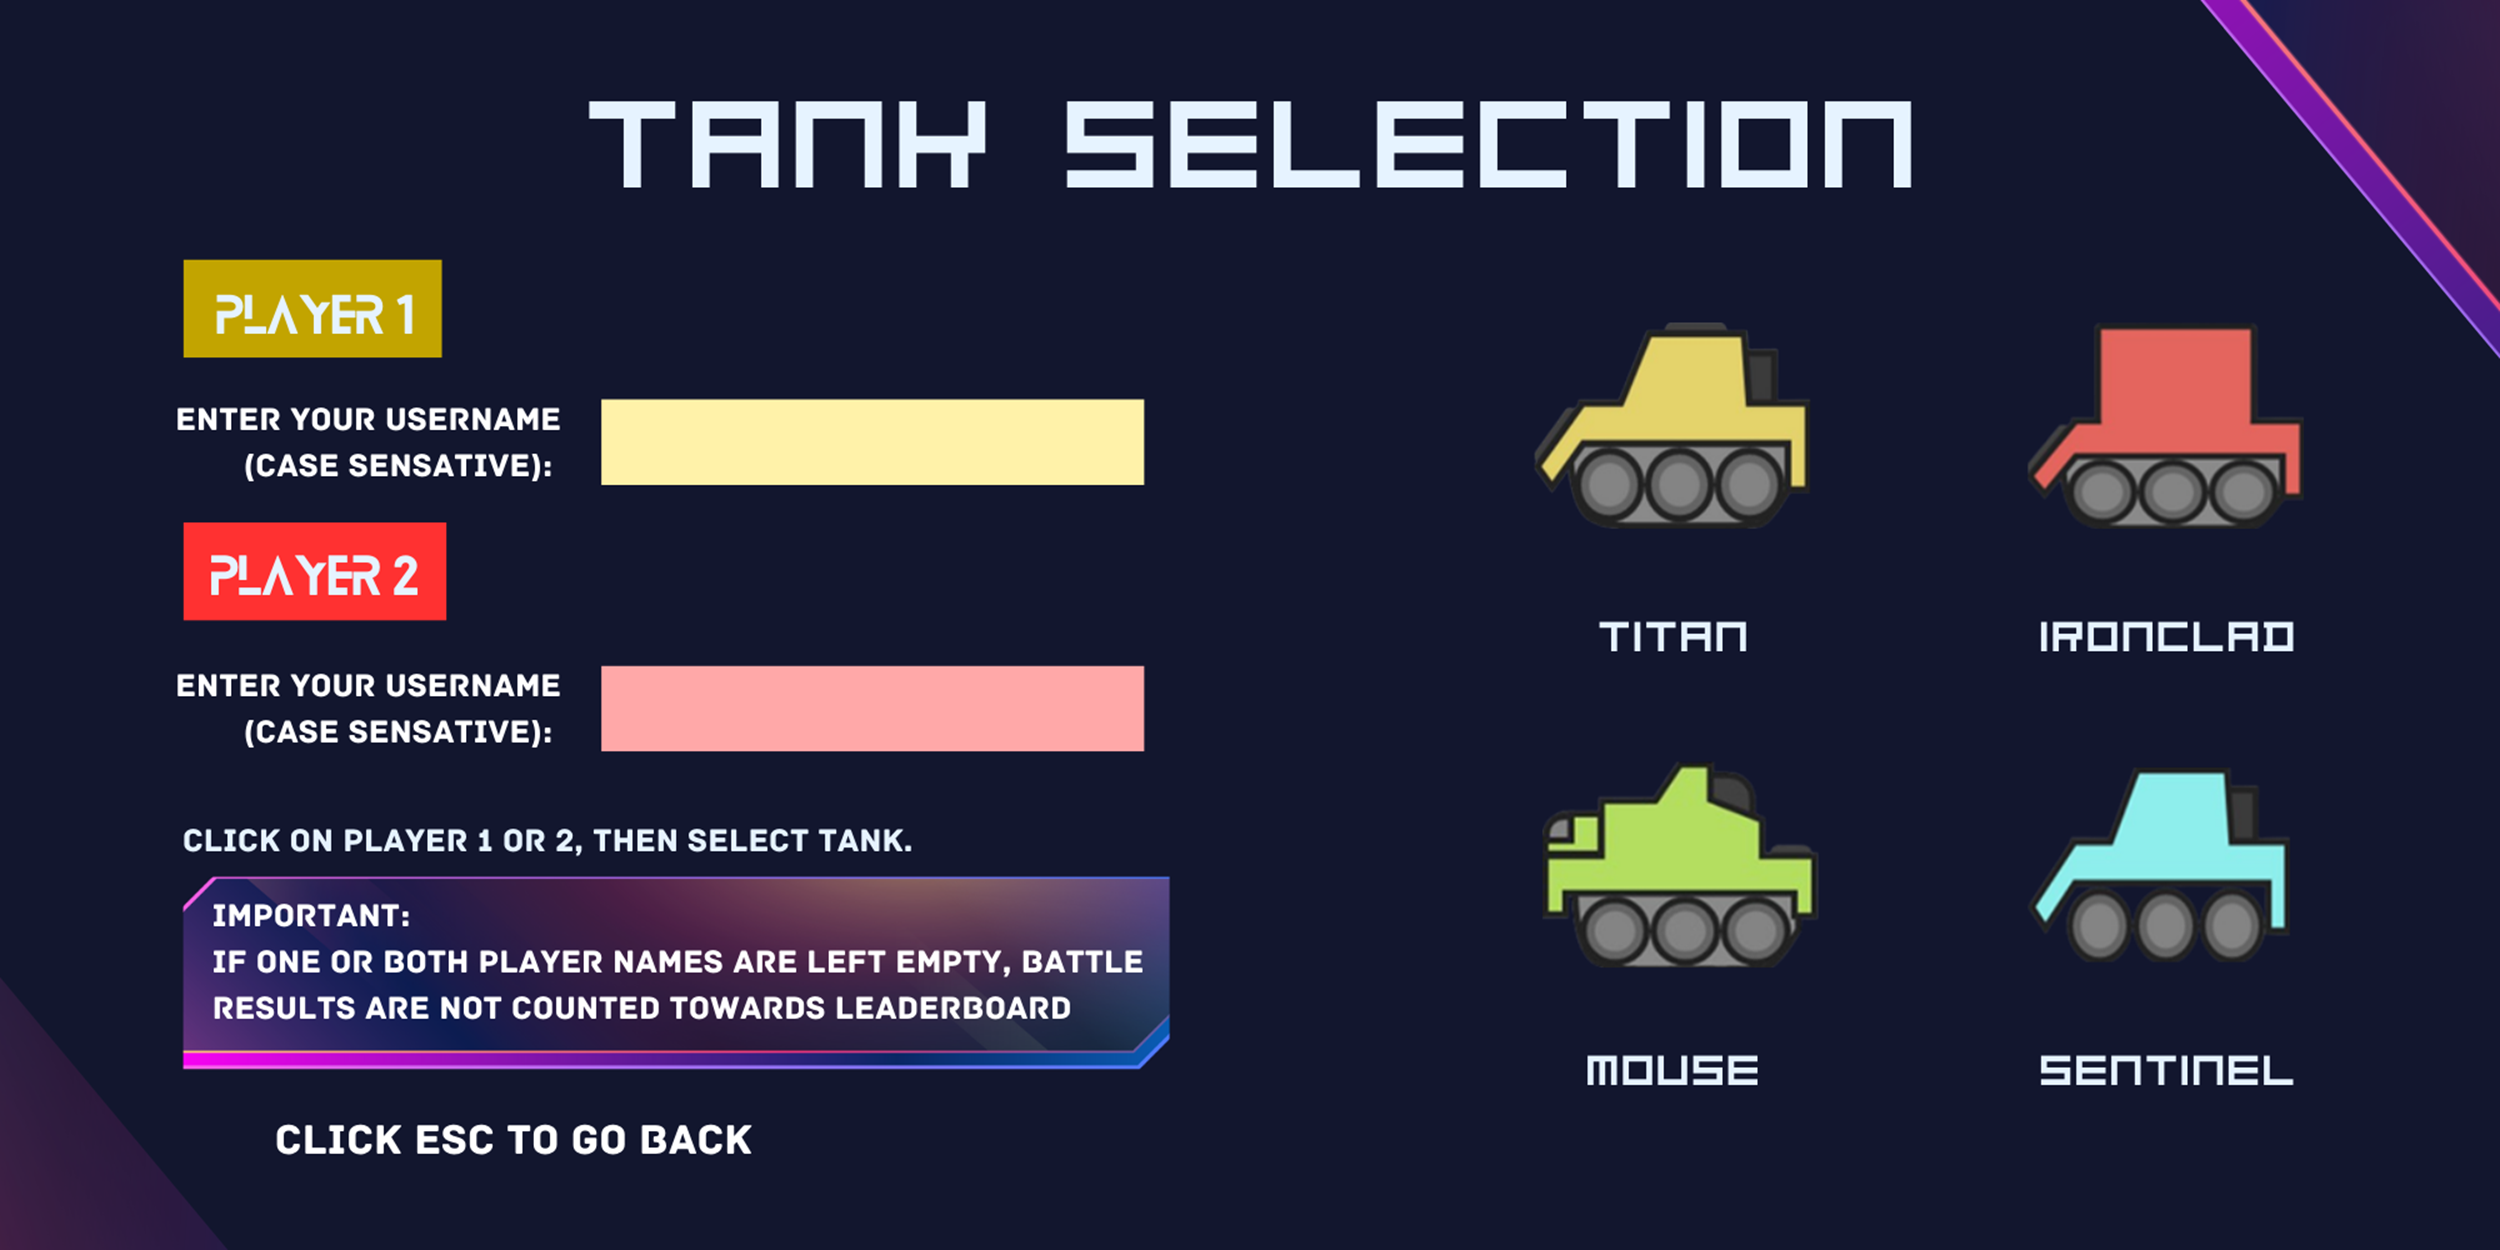 TANK SELECTION
PLAYER 1
ENTER YOUR USERNAME
(CASE SENSATIVE):
PLAYER 2
ENTER YOUR USERNAME
(CASE SENSATIVE):
CLICK ON PLAYER 1 OR 2, THEN SELECT TANK.
IMPORTANT:
IF ONE OR BOTH PLAYER NAMES ARE LEFT EMPTY, BATTLE
RESULTS ARE NOT COUNTED TOWARDS LEADERBOARD
CLICK ESC TO GO BACK
TITAN
IRONCLAD
MOUSE
SENTINEL